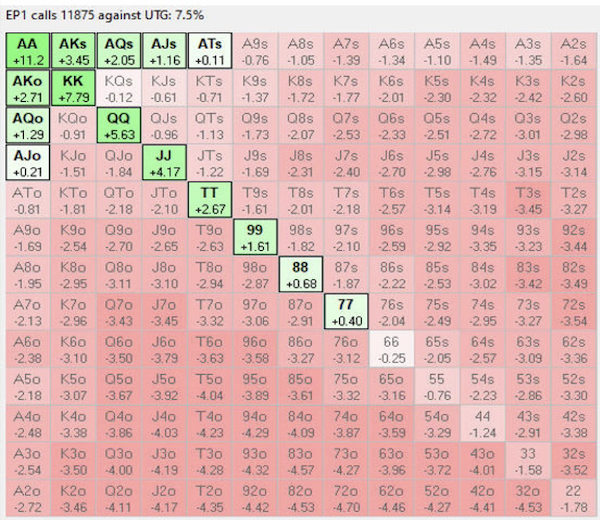 EP1 calls 11875 against UTG: 7.5%
AA AKs AQs AJs ATs A9s A8s A7s A6s A5s A4s A3s A2s
+11.2 +3.45 +2.05 +1.16 +0.11 -0.76 -1.05 -1.39 -1.34 -1.10 -1.49 -1.35 -1.64
AKo KK KQs KJs KTs K9s K8s K7s K6s K5s K4s K3s K2s
+2.71 +7.79 -0.12 -0.61 -0.71 -1.37 -1.72 -1.77 -2.01 -2.30 -2.32 -2.42 -2.60
AQo KQo QQ QJs QTs Q9s Q8s Q7s Q6s Q5s Q4s Q3s Q2s
+1.29 -0.91 +5.63 -0.96 -1.13 -1.73 -2.07 -2.53 -2.33 -2.51 -2.72 -3.01 -2.98
AJo KJo QJo JJ JTs J9s J8s J7s J6s J5s J4s J3s J2s
+0.21 -1.51 -1.84 +4.17 -1.22 -1.69 -2.31 -2.40 -2.70 -2.98 -2.76 -3.15 -3.14
ATo KTo QTo JTo TT T9s T8s T7s T6s T5s T4s T3s T2s
-0.81 -1.81 -2.18 -2.10 +2.67 -1.61 -2.01 -2.18 -2.57 -3.14 -3.19 -3.45 -3.27
A9o K9o Q9o J9o T9o 99 98s 97s 96s 95s 94s 93s 92s
-1.69 -2.54 -2.70 -2.65 -2.63 +1.61 -1.82 -2.10 -2.59 -2.92 -3.35 -3.23 -3.44
A8o K8o Q8o J8o T8o 98o 88 87s 86s 85s 84s 83s 82s
-1.95 -2.95 -3.11 -3.10 -2.94 -2.87 +0.68 -1.87 -2.22 -2.53 -3.02 -3.42 -3.49
A7o K7o Q7o J7o T7o 97o 87o 77 76s 75s 74s 73s 72s
-2.13 -2.96 -3.43 -3.45 -3.32 -3.06 -2.91 +0.40 -2.04 -2.49 -2.95 -3.27 -3.54
A6o K6o Q6o J6o T6o 96o 86o 76o 66 65s 64s 63s 62s
-2.38 -3.10 -3.50 -3.79 -3.63 -3.58 -3.27 -3.12 -0.25 -2.05 -2.57 -3.09 -3.36
A5o K5o Q5o J5o T5o 95o 85o 75o 65o 55 54s 53s 52s
-2.18 -3.07 -3.67 -3.92 -4.04 -3.89 -3.61 -3.32 -3.16 -0.76 -2.23 -2.86 -3.30
A4o K4o Q4o J4o T4o 94o 84o 74o 64o 54o 44 43s 42s
-2.48 -3.38 -3.86 -4.03 -4.23 -4.29 -4.09 -3.87 -3.59 -3.29 -1.24 -2.91 -3.38
A3o K3o Q3o J3o T3o 93o 83o 73o 63o 53o 43o 33 32s
-2.54 -3.50 -4.00 -4.19 -4.28 -4.32 -4.57 -4.27 -3.96 -3.72 -4.01 -1.58 -3.52
A2o K2o Q2o J2o T2o 92o 82o 72o 62o 52o 42o 32o 22
-2.72 -3.46 -4.11 -4.17 -4.35 -4.42 -4.53 -4.70 -4.46 -4.27 -4.41 -4.53 -1.78